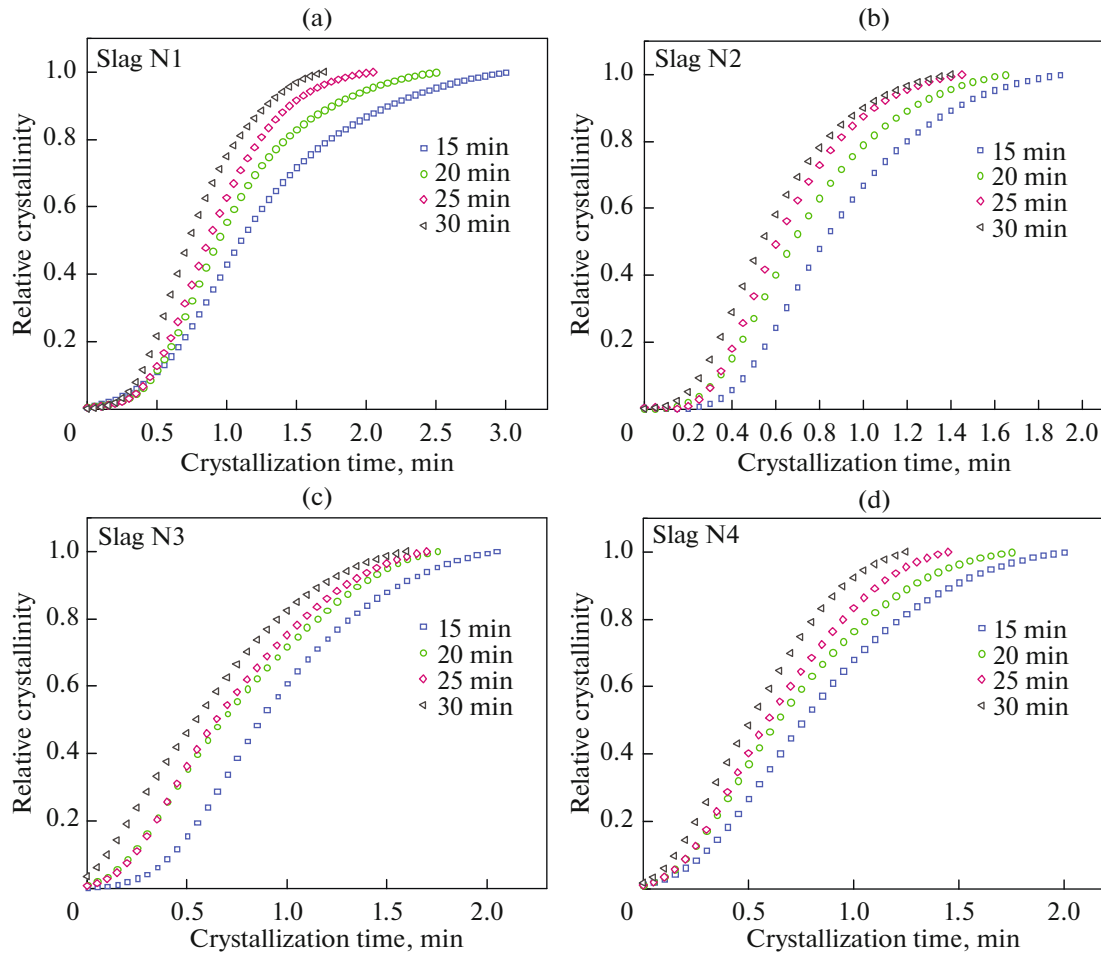 (a)
Slag N1
Relative crystallinity
1.0
0.8
0.6
0.4
0.2
0
0.5 1.0 1.5 2.0 2.5 3.0
Crystallization time, min
15 min
20 min
25 min
30 min
(b)
Slag N2
Relative crystallinity
1.0
0.8
0.6
0.4
0.2
0
0.2 0.4 0.6 0.8 1.0 1.2 1.4 1.6 1.8 2.0
Crystallization time, min
15 min
20 min
25 min
30 min
(c)
Slag N3
Relative crystallinity
1.0
0.8
0.6
0.4
0.2
0
0.5 1.0 1.5 2.0
Crystallization time, min
15 min
20 min
25 min
30 min
(d)
Slag N4
Relative crystallinity
1.0
0.8
0.6
0.4
0.2
0
0.5 1.0 1.5 2.0
Crystallization time, min
15 min
20 min
25 min
30 min